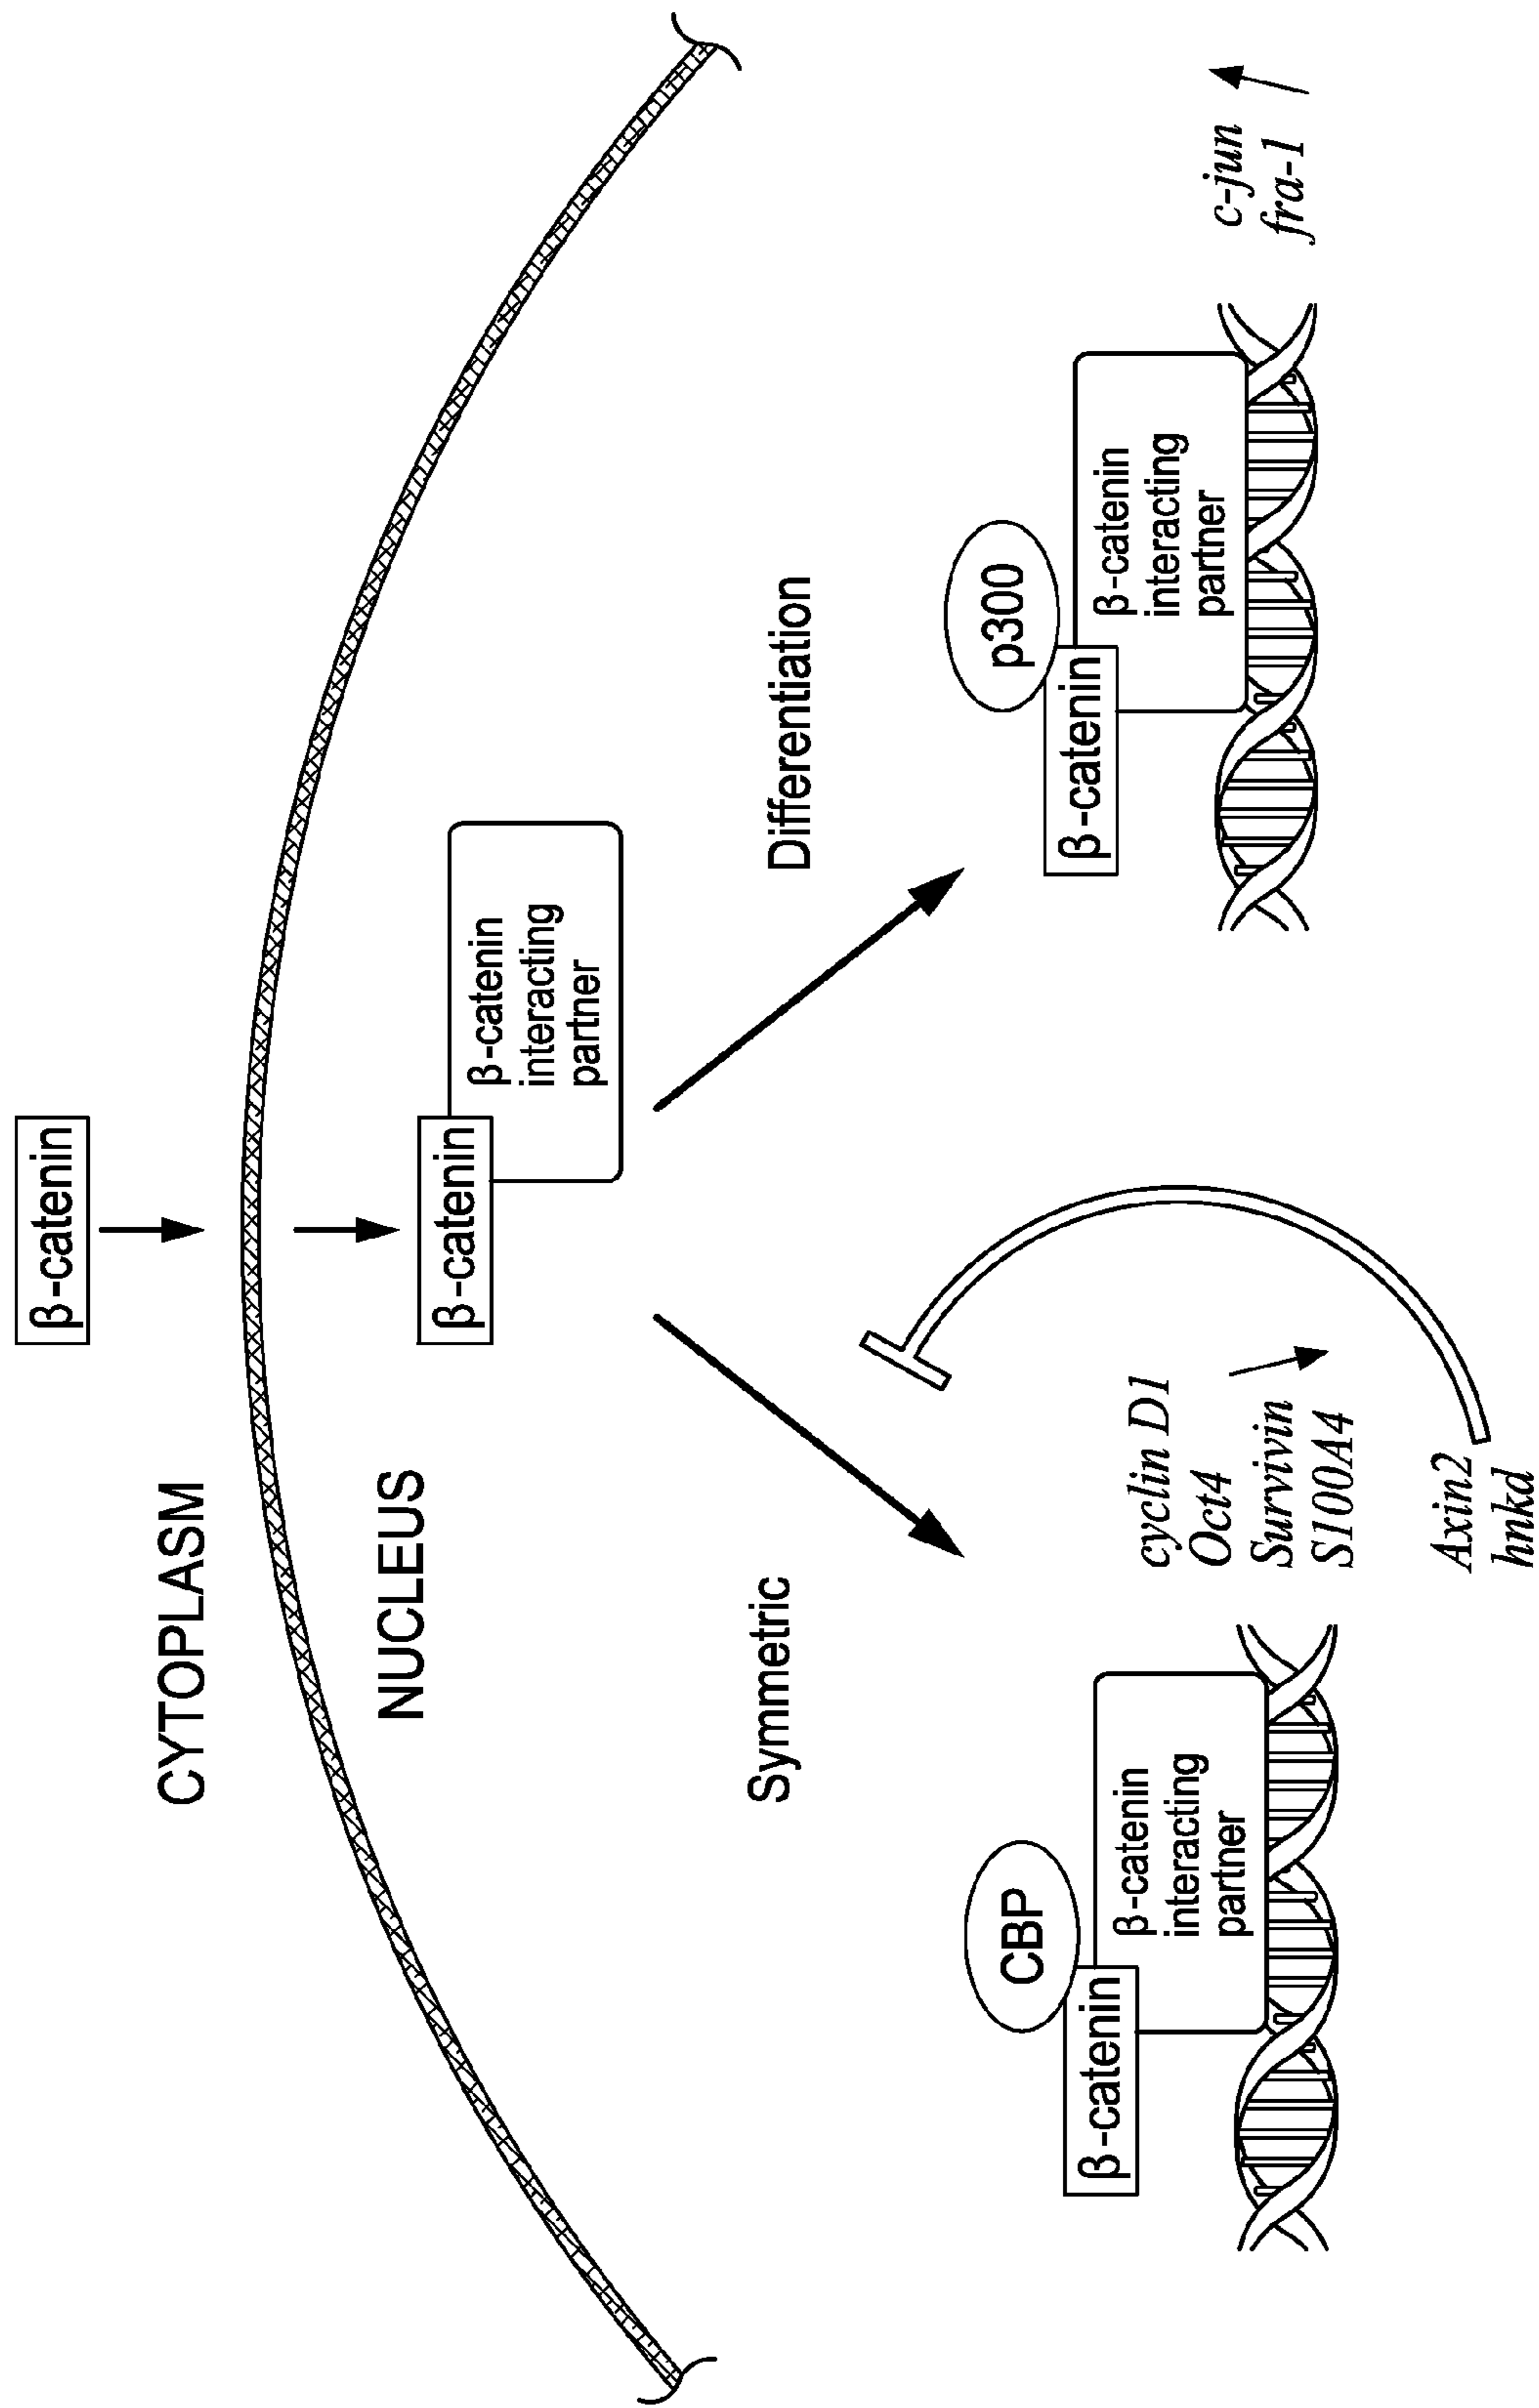 β-catenin
CYTOPLASM
NUCLEUS
β-catenin
β-catenin
interacting
partner
Symmetric
Differentiation
CBP
β-catenin
β-catenin
interacting
partner
cyclin D1
Oct4
Survivin
S100A4
Axin2
hnkd
p300
β-catenin
β-catenin
interacting
partner
c-jun
fra-1